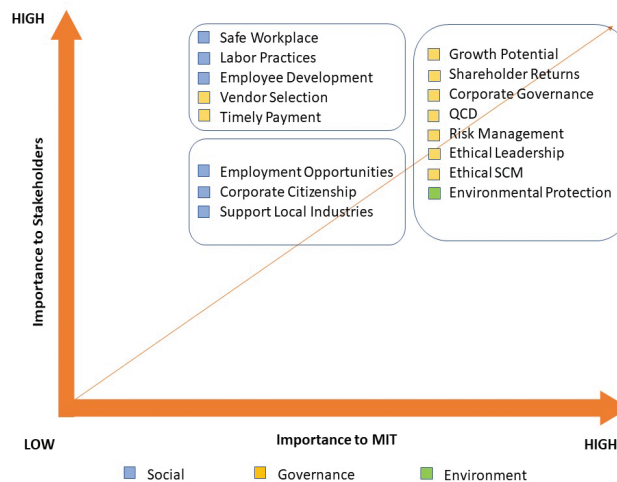 HIGH
Safe Workplace
Labor Practices
Employee Development
Vendor Selection
Timely Payment
Growth Potential
Shareholder Returns
Corporate Governance
QCD
Risk Management
Ethical Leadership
Ethical SCM
Environmental Protection
Employment Opportunities
Corporate Citizenship
Support Local Industries
Importance to Stakeholders
LOW
Importance to MIT
HIGH
Social
Governance
Environment